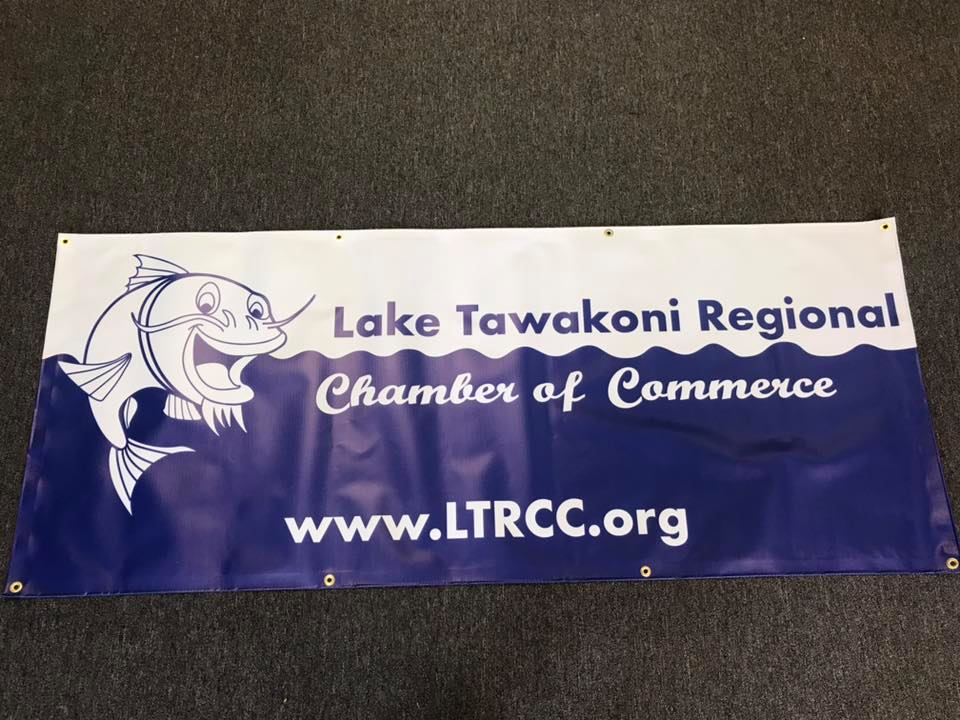 Lake Tawakoni Regional
Chamber of Commerce
www.LTRCC.org